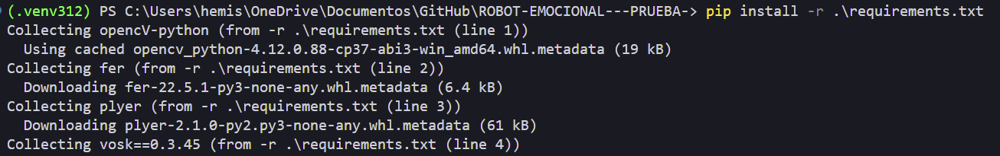 (.venv312) PS C:\Users\hemis\OneDrive\Documentos\GitHub\ROBOT-EMOCIONAL---PRUEBA-> pip install -r .\requirements.txt
Collecting opencV-python (from -r .\requirements.txt (line 1))
  Using cached opencv_python-4.12.0.88-cp37-abi3-win_amd64.whl.metadata (19 kB)
Collecting fer (from -r .\requirements.txt (line 2))
  Downloading fer-22.5.1-py3-none-any.whl.metadata (6.4 kB)
Collecting plyer (from -r .\requirements.txt (line 3))
  Downloading plyer-2.1.0-py2.py3-none-any.whl.metadata (61 kB)
Collecting vosk==0.3.45 (from -r .\requirements.txt (line 4))